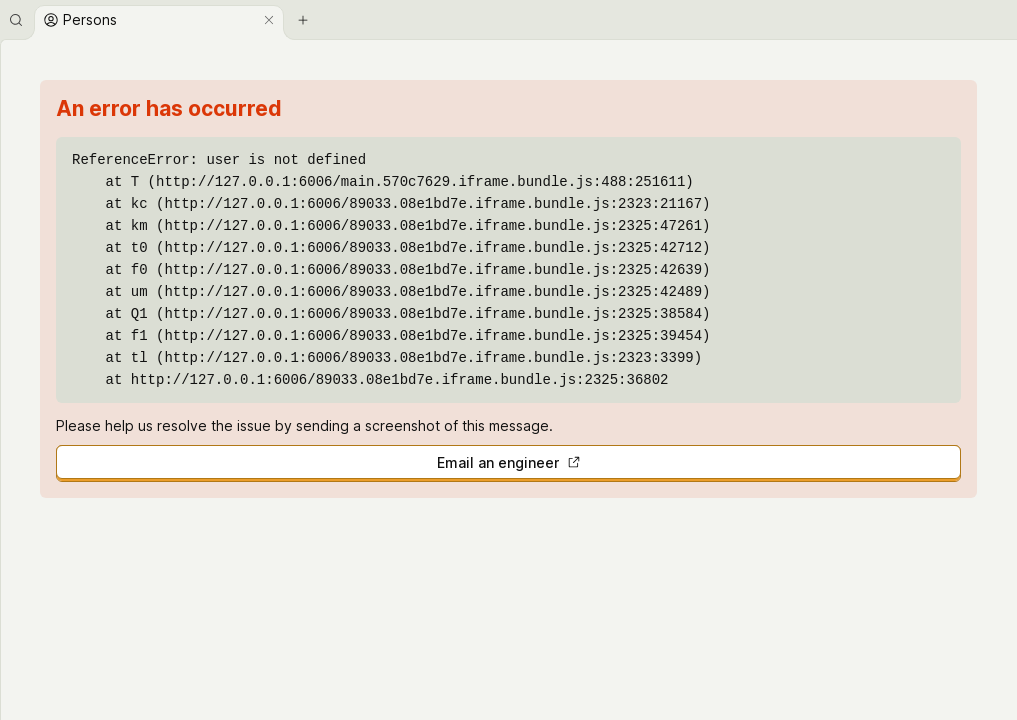 Persons
An error has occurred
ReferenceError: user is not defined
    at T (http://127.0.0.1:6006/main.570c7629.iframe.bundle.js:488:251611)
    at kc (http://127.0.0.1:6006/89033.08e1bd7e.iframe.bundle.js:2323:21167)
    at km (http://127.0.0.1:6006/89033.08e1bd7e.iframe.bundle.js:2325:47261)
    at t0 (http://127.0.0.1:6006/89033.08e1bd7e.iframe.bundle.js:2325:42712)
    at f0 (http://127.0.0.1:6006/89033.08e1bd7e.iframe.bundle.js:2325:42639)
    at um (http://127.0.0.1:6006/89033.08e1bd7e.iframe.bundle.js:2325:42489)
    at Q1 (http://127.0.0.1:6006/89033.08e1bd7e.iframe.bundle.js:2325:38584)
    at f1 (http://127.0.0.1:6006/89033.08e1bd7e.iframe.bundle.js:2325:39454)
    at tl (http://127.0.0.1:6006/89033.08e1bd7e.iframe.bundle.js:2323:3399)
    at http://127.0.0.1:6006/89033.08e1bd7e.iframe.bundle.js:2325:36802
Please help us resolve the issue by sending a screenshot of this message.
Email an engineer